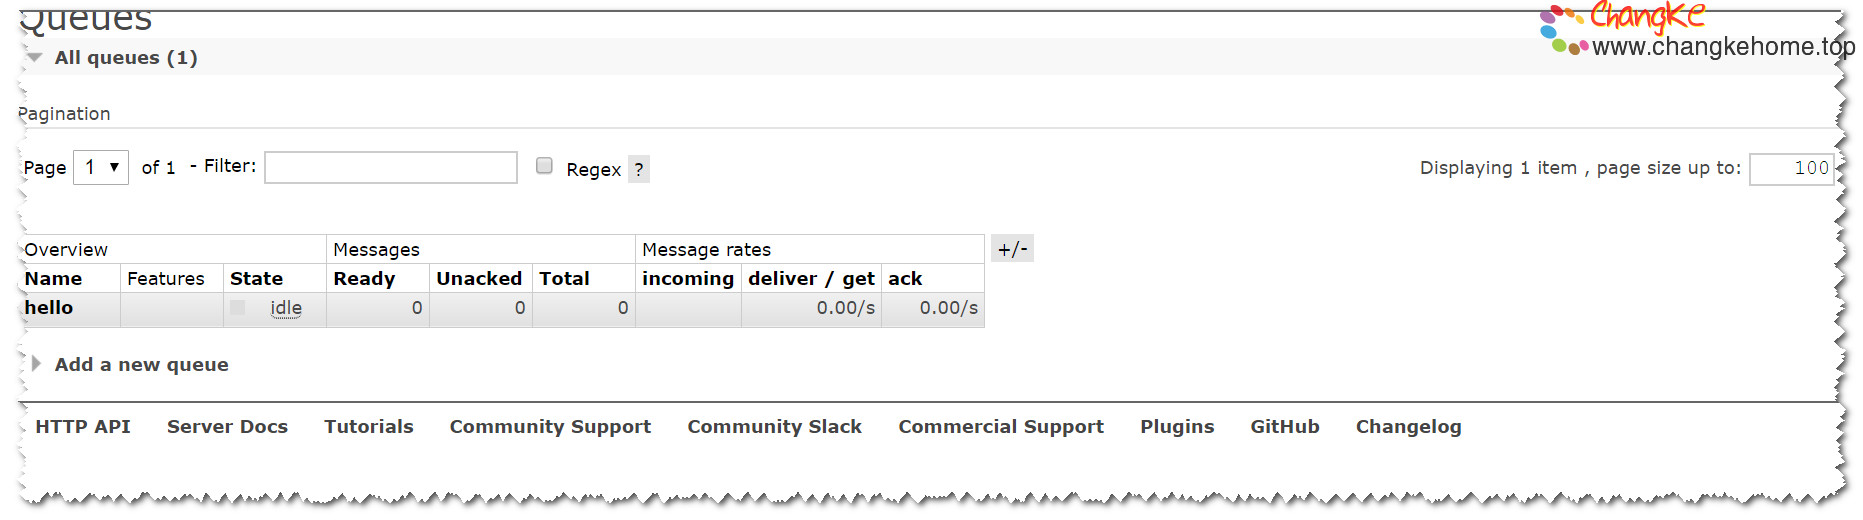 Queues
ChangKe
www.changkehome.top
All queues (1)
Pagination
Page 1 of 1 - Filter: Regex ? Displaying 1 item , page size up to: 100
Overview Messages Message rates +/-
Name Features State Ready Unacked Total incoming deliver / get ack
hello idle 0 0 0 0.00/s 0.00/s
Add a new queue
HTTP API Server Docs Tutorials Community Support Community Slack Commercial Support Plugins GitHub Changelog